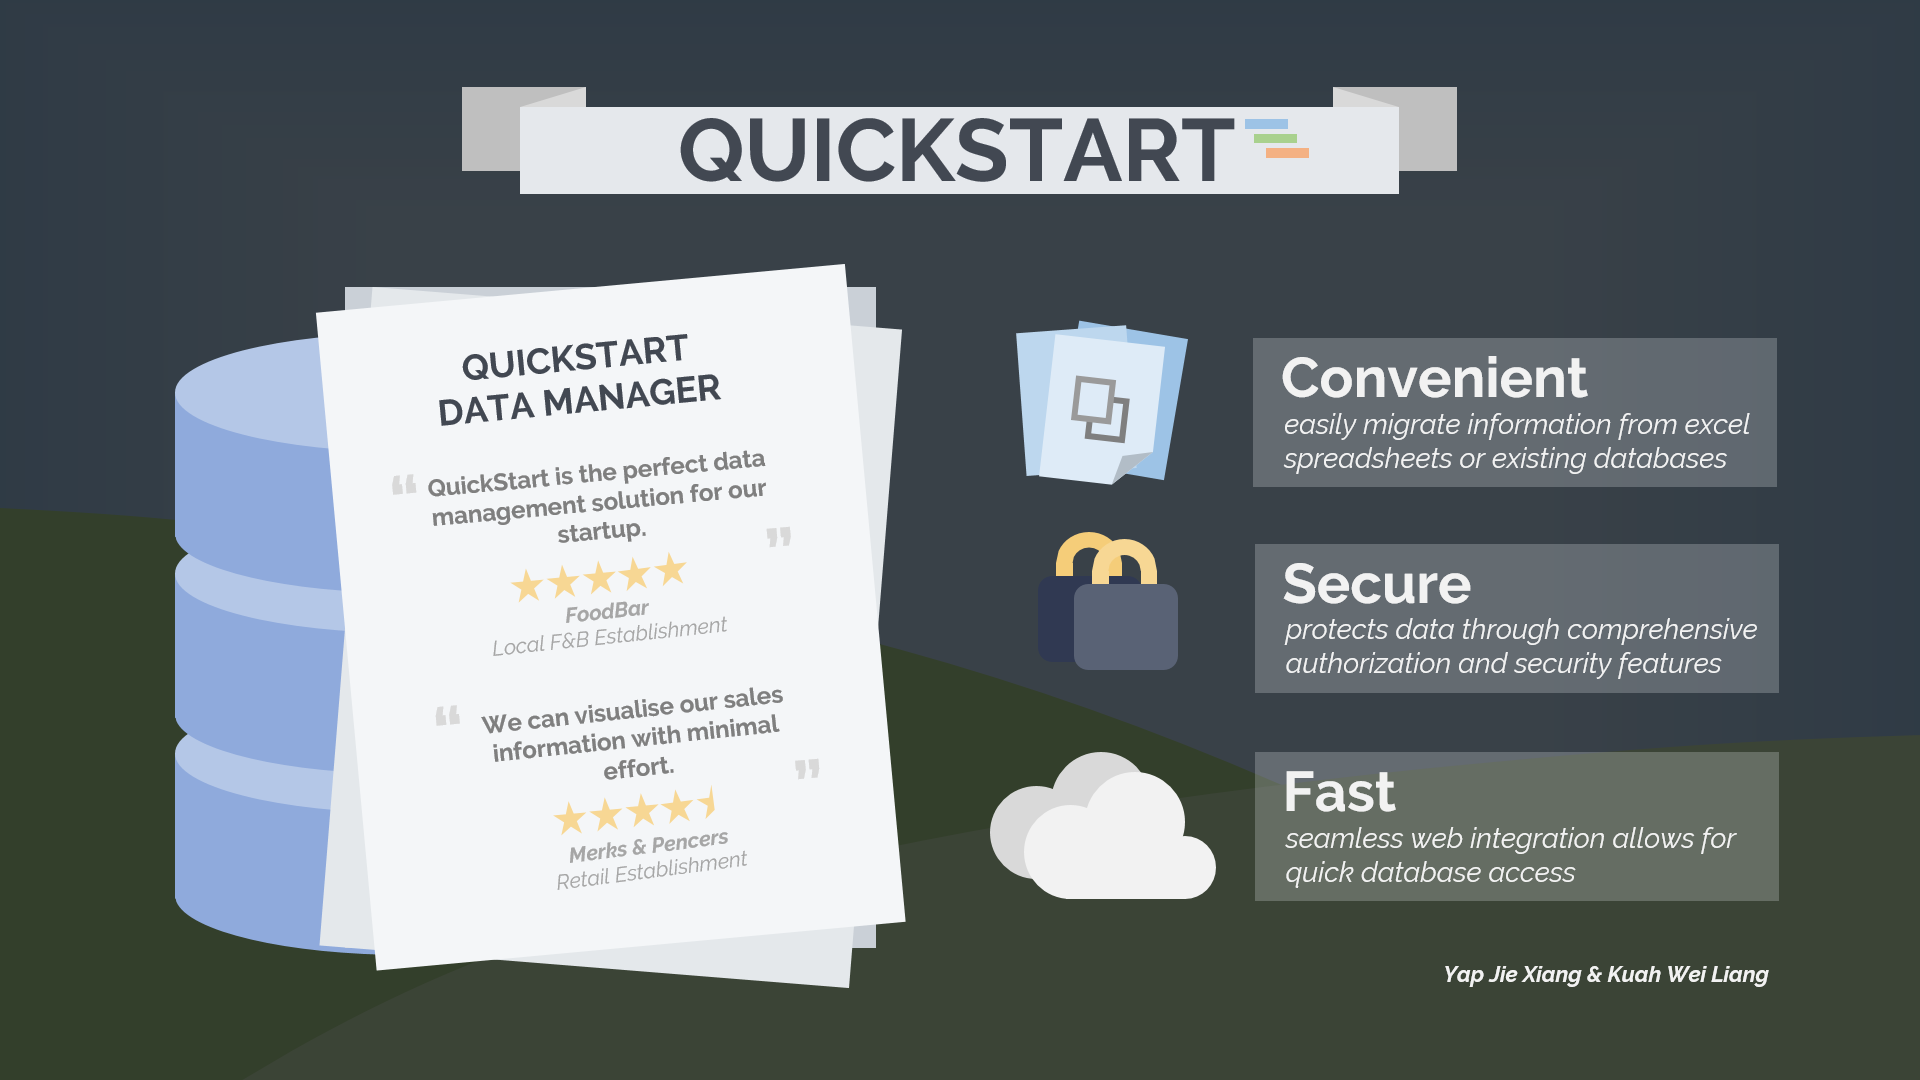 QUICKSTART
QUICKSTART
DATA MANAGER
❝ QuickStart is the perfect data
management solution for our
startup. ❞
FoodBar
Local F&B Establishment
❝ We can visualise our sales
information with minimal
effort. ❞
Merks & Pencers
Retail Establishment
Convenient
easily migrate information from excel
spreadsheets or existing databases
Secure
protects data through comprehensive
authorization and security features
Fast
seamless web integration allows for
quick database access
Yap Jie Xiang & Kuah Wei Liang